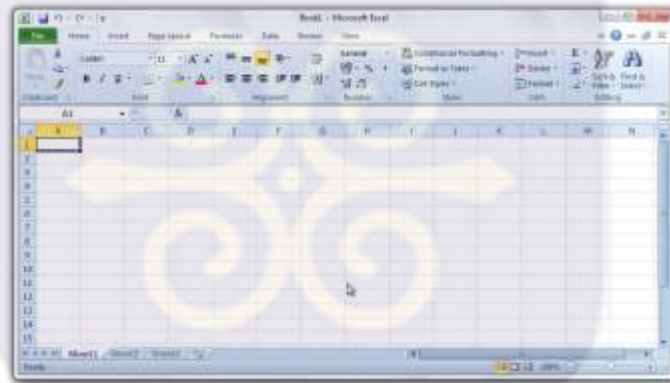 Book1 - Microsoft Excel
File Home Insert Page Layout Formulas Data Review View
Calibri 11 General Conditional Formatting Insert
Format as Table Delete
Cell Styles Format Sort & Filter Find & Select
Clipboard Font Alignment Number Styles Cells Editing
A1 fx
A B C D E F G H I J K L M N
1
2
3
4
5
6
7
8
9
10
11
12
13
14
15
Sheet1 Sheet2 Sheet3
Ready 100%